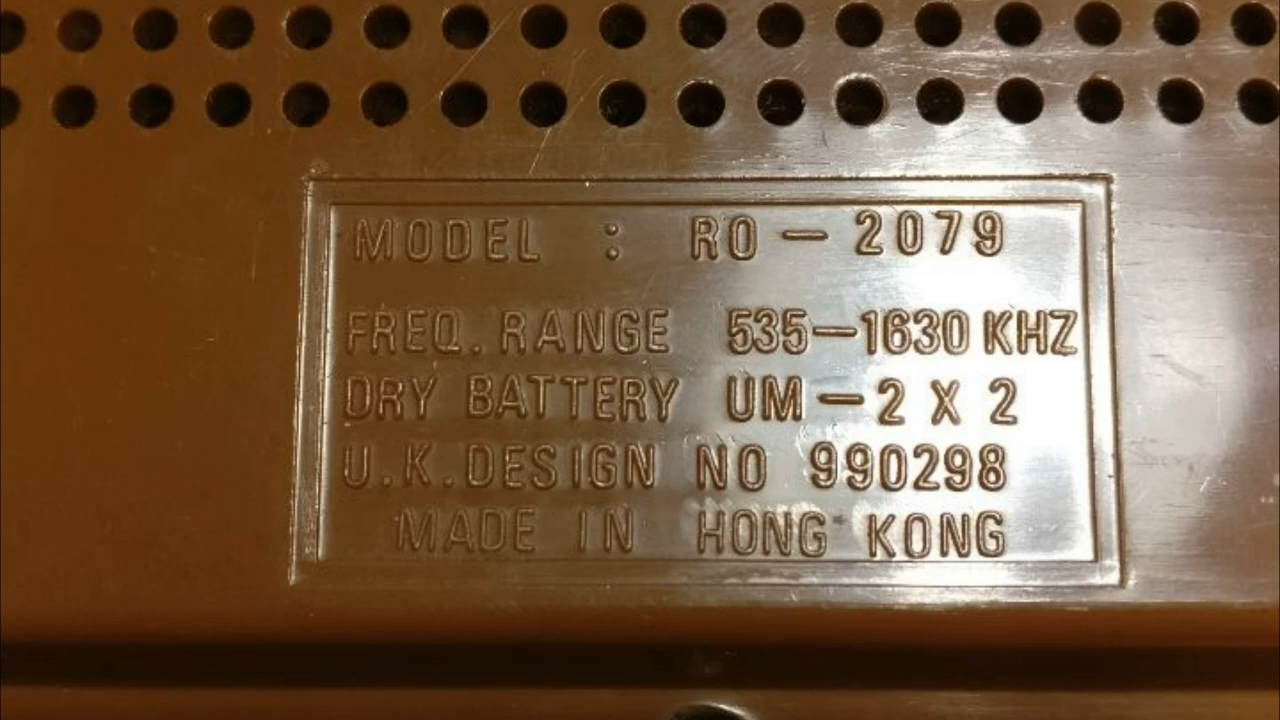 MODEL : RO-2079
FREQ. RANGE 535-1630 KHZ
DRY BATTERY UM-2 X 2
U.K. DESIGN NO 990298
MADE IN HONG KONG